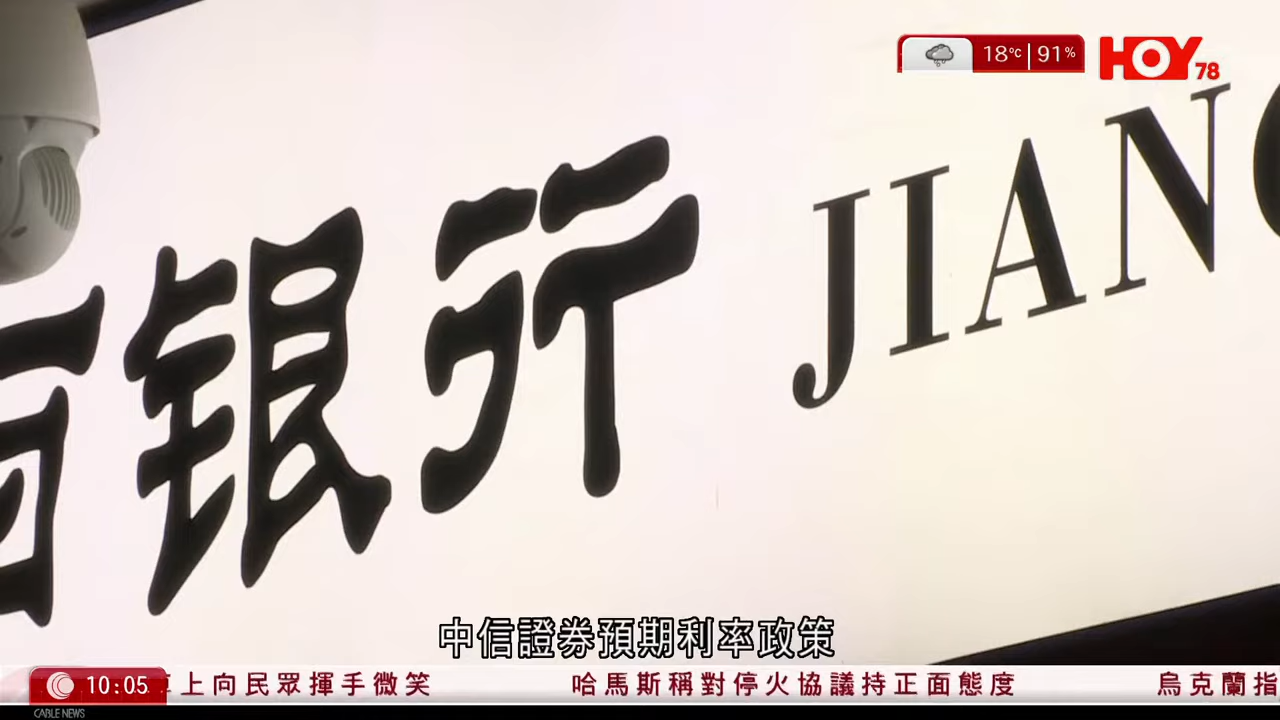 18℃ | 91%
HOY 78
银行 JIAN
中信證券預期利率政策
10:05 上向民眾揮手微笑 哈馬斯稱對停火協議持正面態度 烏克蘭指
CABLE NEWS